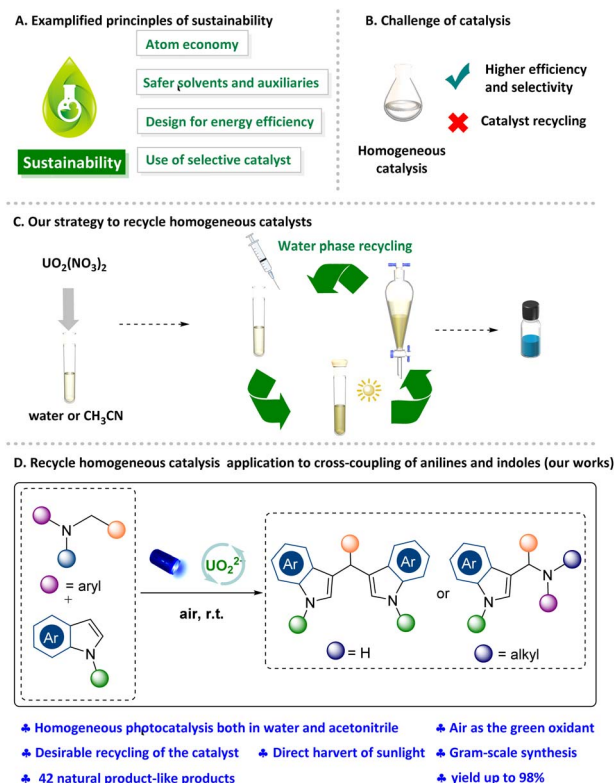 A. Examplified princinples of sustainability
Atom economy
Safer solvents and auxiliaries
Design for energy efficiency
Sustainability
Use of selective catalyst
B. Challenge of catalysis
Higher efficiency
and selectivity
Catalyst recycling
Homogeneous
catalysis
C. Our strategy to recycle homogeneous catalysts
UO2(NO3)2
water or CH3CN
Water phase recycling
D. Recycle homogeneous catalysis application to cross-coupling of anilines and indoles (our works)
N
= aryl
+
Ar
N
UO2 2-
air, r.t.
Ar
Ar
N
N
= H
or
Ar
N
N
= alkyl
♣ Homogeneous photocatalysis both in water and acetonitrile
♣ Air as the green oxidant
♣ Desirable recycling of the catalyst
♣ Direct harvert of sunlight
♣ Gram-scale synthesis
♣ 42 natural product-like products
♣ yield up to 98%